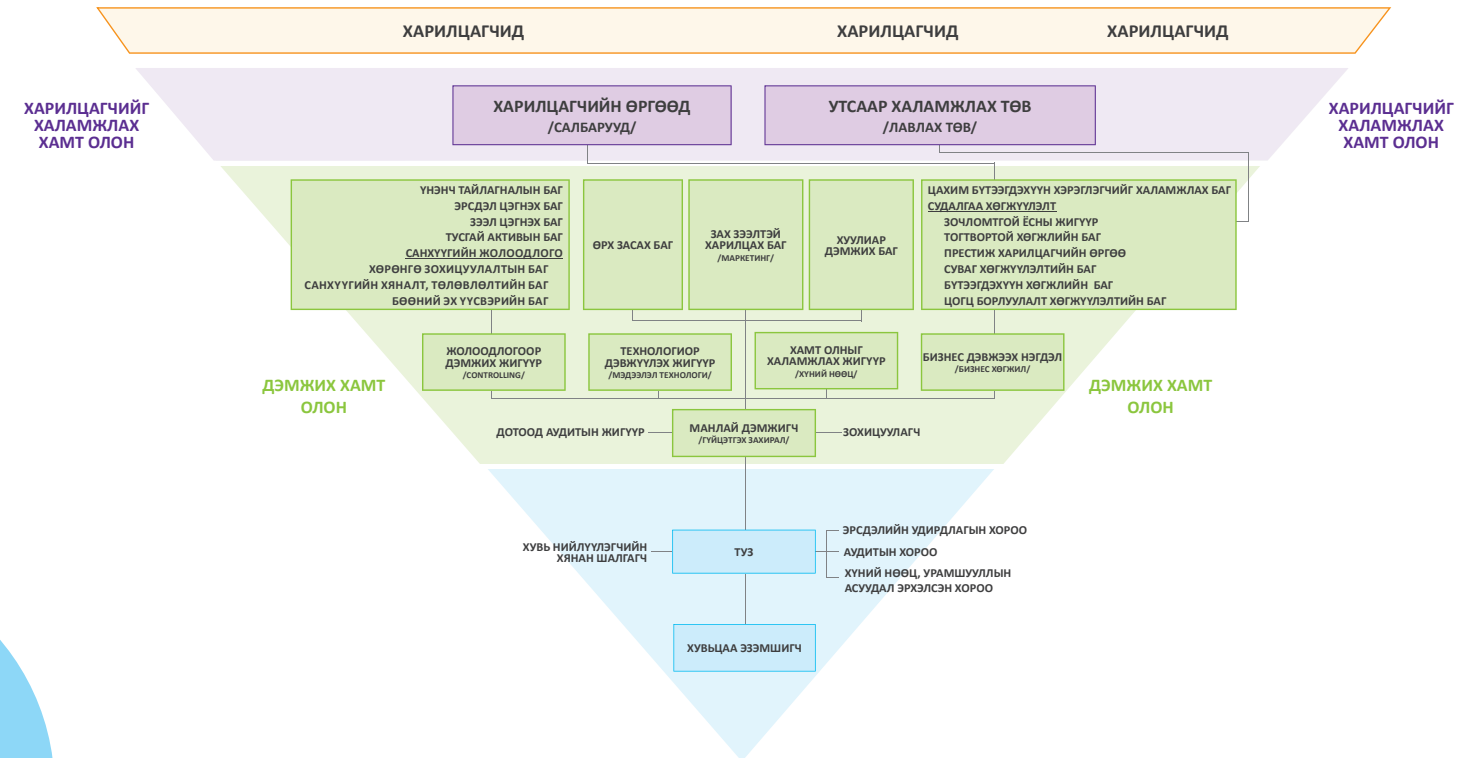 ХАРИЛЦАГЧИД
ХАРИЛЦАГЧИД
ХАРИЛЦАГЧИД
ХАРИЛЦАГЧИЙГ
ХАЛАМЖЛАХ
ХАМТ ОЛОН
ХАРИЛЦАГЧИЙН ӨРГӨӨД
/САЛБАРУУД/
УТСААР ХАЛАМЖЛАХ ТӨВ
/ЛАВЛАХ ТӨВ/
ХАРИЛЦАГЧИЙГ
ХАЛАМЖЛАХ
ХАМТ ОЛОН
ҮНЭНЧ ТАЙЛАГНАЛЫН БАГ
ЭРСДЭЛ ЦЭГНЭХ БАГ
ЗЭЭЛ ЦЭГНЭХ БАГ
ТУСГАЙ АКТИВЫН БАГ
САНХҮҮГИЙН ЖОЛООДЛОГО
ХӨРӨНГӨ ЗОХИЦУУЛАЛТЫН БАГ
САНХҮҮГИЙН ХЯНАЛТ, ТӨЛӨВЛӨЛТИЙН БАГ
БӨӨНИЙ ЭХ ҮҮСВЭРИЙН БАГ
ӨРХ ЗАСАХ БАГ
ЗАХ ЗЭЭЛТЭЙ
ХАРИЛЦАХ БАГ
/МАРКЕТИНГ/
ХУУЛИАР
ДЭМЖИХ БАГ
ЦАХИМ БҮТЭЭГДЭХҮҮН ХЭРЭГЛЭГЧИЙГ ХАЛАМЖЛАХ БАГ
СУДАЛГАА ХӨГЖҮҮЛЭЛТ
ЗОЧЛОМТГОЙ ЁСНЫ ЖИГҮҮР
ТОГТВОРТОЙ ХӨГЖЛИЙН БАГ
ПРЕСТИЖ ХАРИЛЦАГЧИЙН ӨРГӨӨ
СУВАГ ХӨГЖҮҮЛЭЛТИЙН БАГ
БҮТЭЭГДЭХҮҮН ХӨГЖЛИЙН БАГ
ЦОГЦ БОРЛУУЛАЛТ ХӨГЖҮҮЛЭЛТИЙН БАГ
ЖОЛООДЛОГООР
ДЭМЖИХ ЖИГҮҮР
/CONTROLLING/
ТЕХНОЛОГИОР
ДЭВЖҮҮЛЭХ ЖИГҮҮР
/МЭДЭЭЛЭЛ ТЕХНОЛОГИ/
ХАМТ ОЛНЫГ
ХАЛАМЖЛАХ ЖИГҮҮР
/ХҮНИЙ НӨӨЦ/
БИЗНЕС ДЭВЖЭЭХ НЭГДЭЛ
/БИЗНЕС ХӨГЖИЛ/
ДЭМЖИХ ХАМТ
ОЛОН
ДЭМЖИХ ХАМТ
ОЛОН
ДОТООД АУДИТЫН ЖИГҮҮР
МАНЛАЙ ДЭМЖИГЧ
/ГҮЙЦЭТГЭХ ЗАХИРАЛ/
ЗОХИЦУУЛАГЧ
ХУВЬ НИЙЛҮҮЛЭГЧИЙН
ХЯНАН ШАЛГАГЧ
ТУЗ
ЭРСДЭЛИЙН УДИРДЛАГЫН ХОРОО
АУДИТЫН ХОРОО
ХҮНИЙ НӨӨЦ, УРАМШУУЛЛЫН
АСУУДАЛ ЭРХЭЛСЭН ХОРОО
ХУВЬЦАА ЭЗЭМШИГЧ